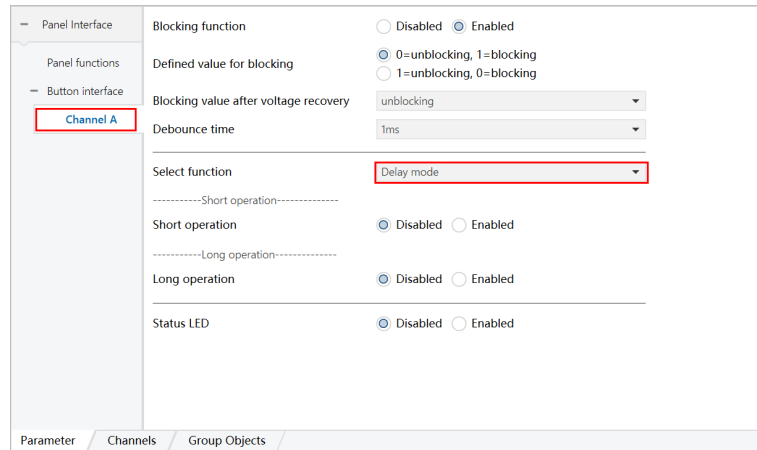 Panel Interface
Panel functions
Button interface
Channel A
Blocking function
Disabled Enabled
Defined value for blocking
0=unblocking, 1=blocking
1=unblocking, 0=blocking
Blocking value after voltage recovery
unblocking
Debounce time
1ms
Select function
Delay mode
-----------Short operation--------------
Short operation
Disabled Enabled
-----------Long operation--------------
Long operation
Disabled Enabled
Status LED
Disabled Enabled
Parameter Channels Group Objects